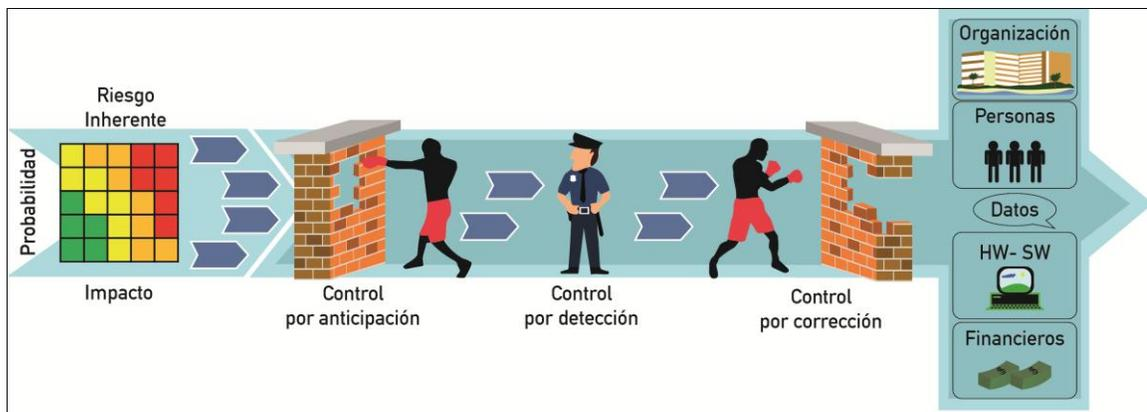 Riesgo
Inherente
Probabilidad
Impacto
Control
por anticipación
Control
por detección
Control
por corrección
Organización
Personas
Datos
HW- SW
Financieros